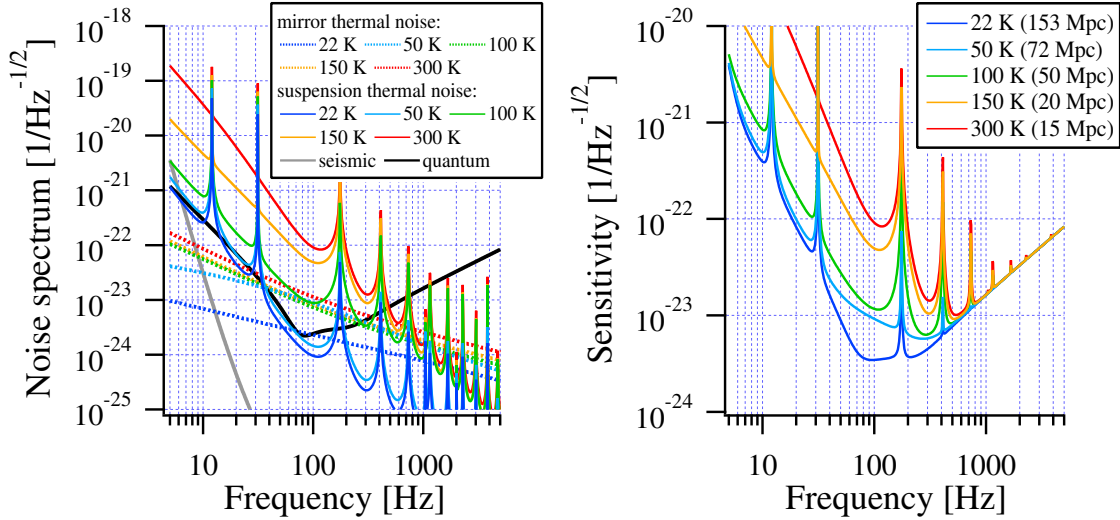 Noise spectrum [1/Hz^-1/2]
10^-18
10^-19
10^-20
10^-21
10^-22
10^-23
10^-24
10^-25
mirror thermal noise:
22 K 50 K 100 K
150 K 300 K
suspension thermal noise:
22 K 50 K 100 K
150 K 300 K
seismic quantum
10 100 1000
Frequency [Hz]
Sensitivity [1/Hz^-1/2]
10^-20
10^-21
10^-22
10^-23
10^-24
22 K (153 Mpc)
50 K (72 Mpc)
100 K (50 Mpc)
150 K (20 Mpc)
300 K (15 Mpc)
10 100 1000
Frequency [Hz]